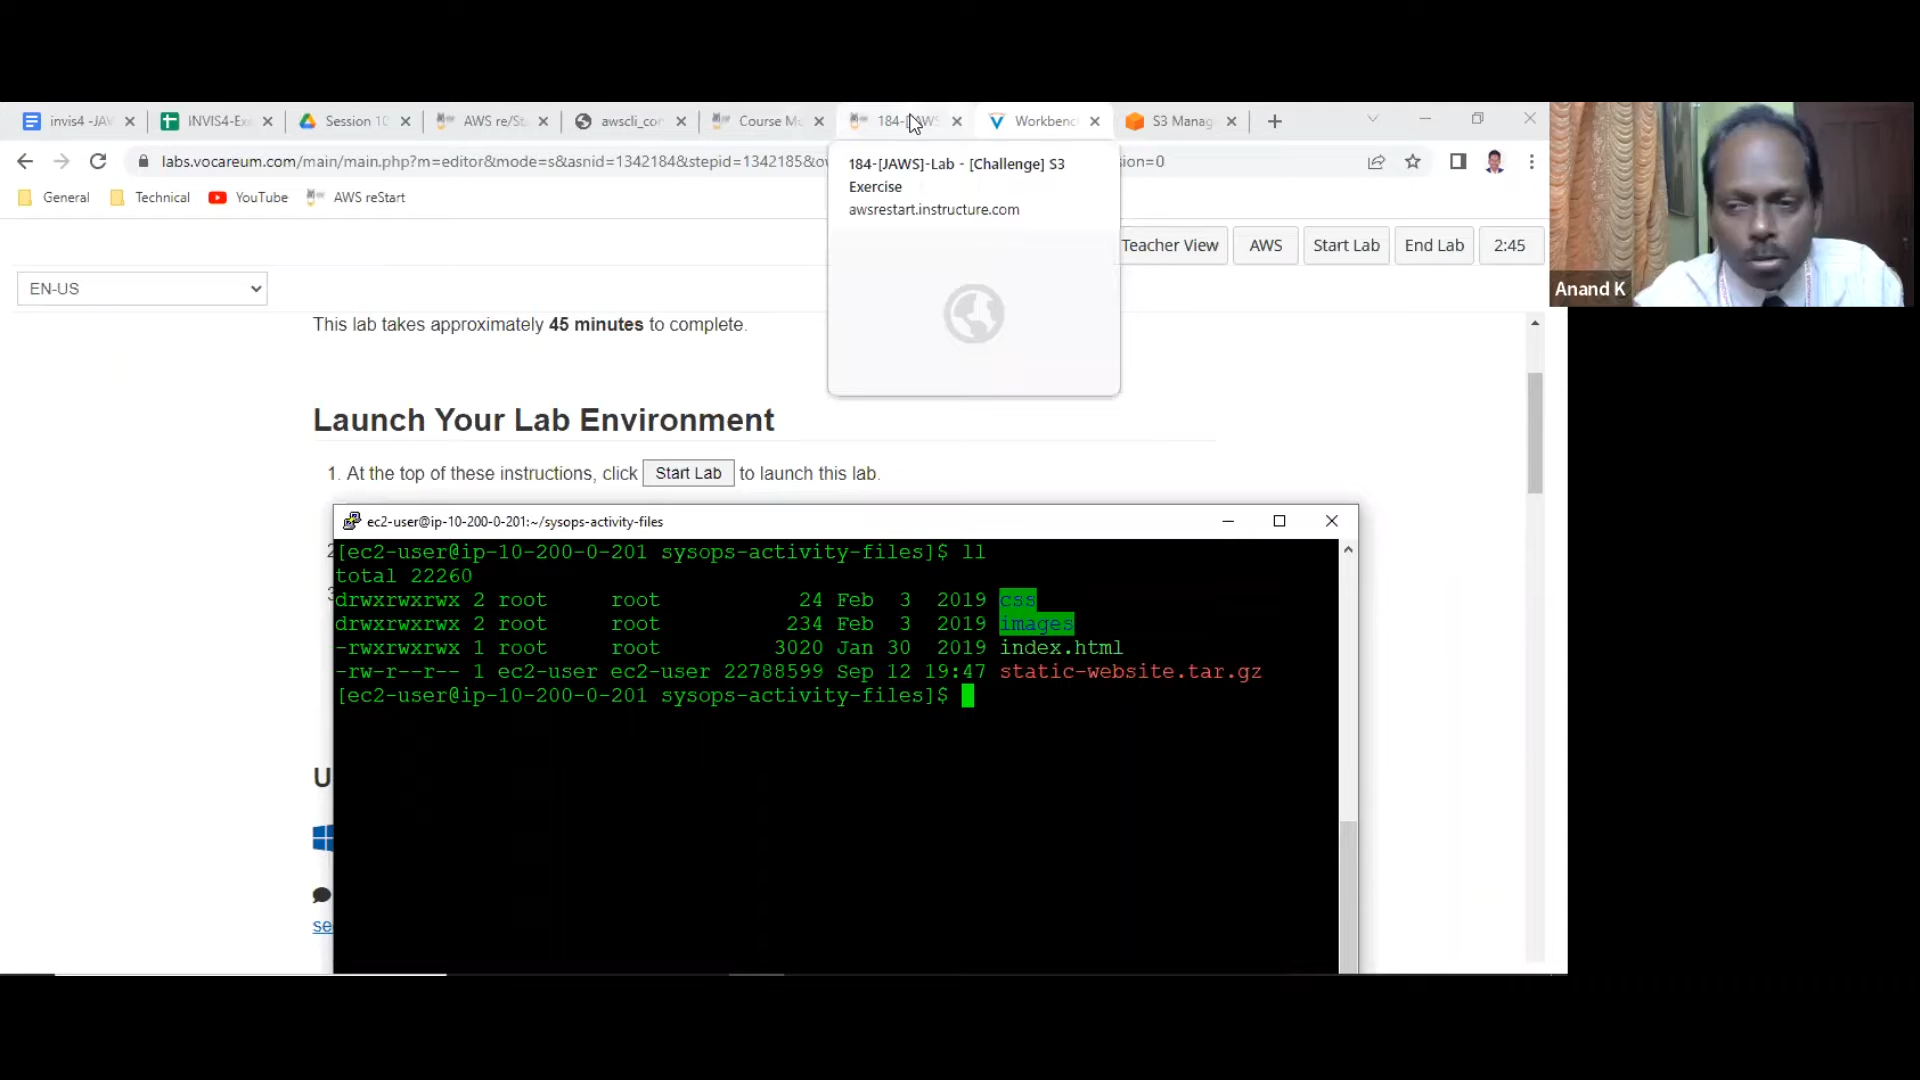 invis4 -JAW
INVIS4-Exe
Session 10
AWS re/St
awscli_cor
Course Mo
184-[JAWS
Workbenc
S3 Manag
labs.vocareum.com/main/main.php?m=editor&mode=s&asnid=1342184&stepid=1342185&
sion=0
General
Technical
YouTube
AWS reStart
184-[JAWS]-Lab - [Challenge] S3
Exercise
awsrestart.instructure.com
Teacher View
AWS
Start Lab
End Lab
2:45
EN-US
Anand K
This lab takes approximately 45 minutes to complete.
Launch Your Lab Environment
1. At the top of these instructions, click Start Lab to launch this lab.
ec2-user@ip-10-200-0-201:~/sysops-activity-files
[ec2-user@ip-10-200-0-201 sysops-activity-files]$ ll
total 22260
drwxrwxrwx 2 root root 24 Feb 3 2019 css
drwxrwxrwx 2 root root 234 Feb 3 2019 images
-rwxrwxrwx 1 root root 3020 Jan 30 2019 index.html
-rw-r--r-- 1 ec2-user ec2-user 22788599 Sep 12 19:47 static-website.tar.gz
[ec2-user@ip-10-200-0-201 sysops-activity-files]$
U
se